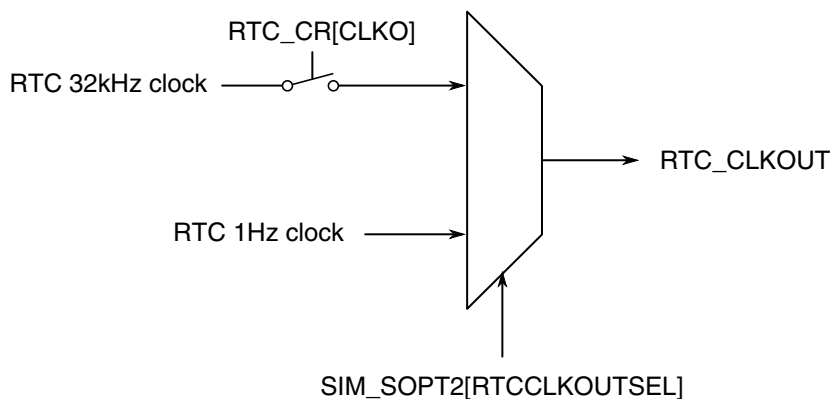 RTC_CR[CLKO]
RTC 32kHz clock
RTC_CLKOUT
RTC 1Hz clock
SIM_SOPT2[RTCCLKOUTSEL]